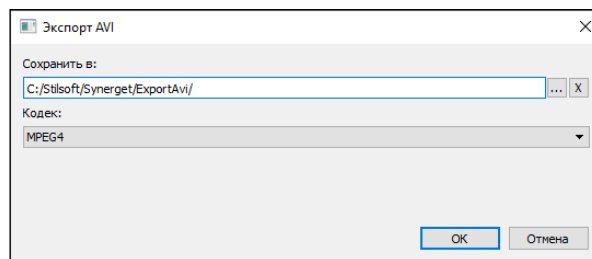 Экспорт AVI
Сохранить в:
C:/Stilsoft/Synerget/ExportAvi/ ... X
Кодек:
MPEG4
OK Отмена